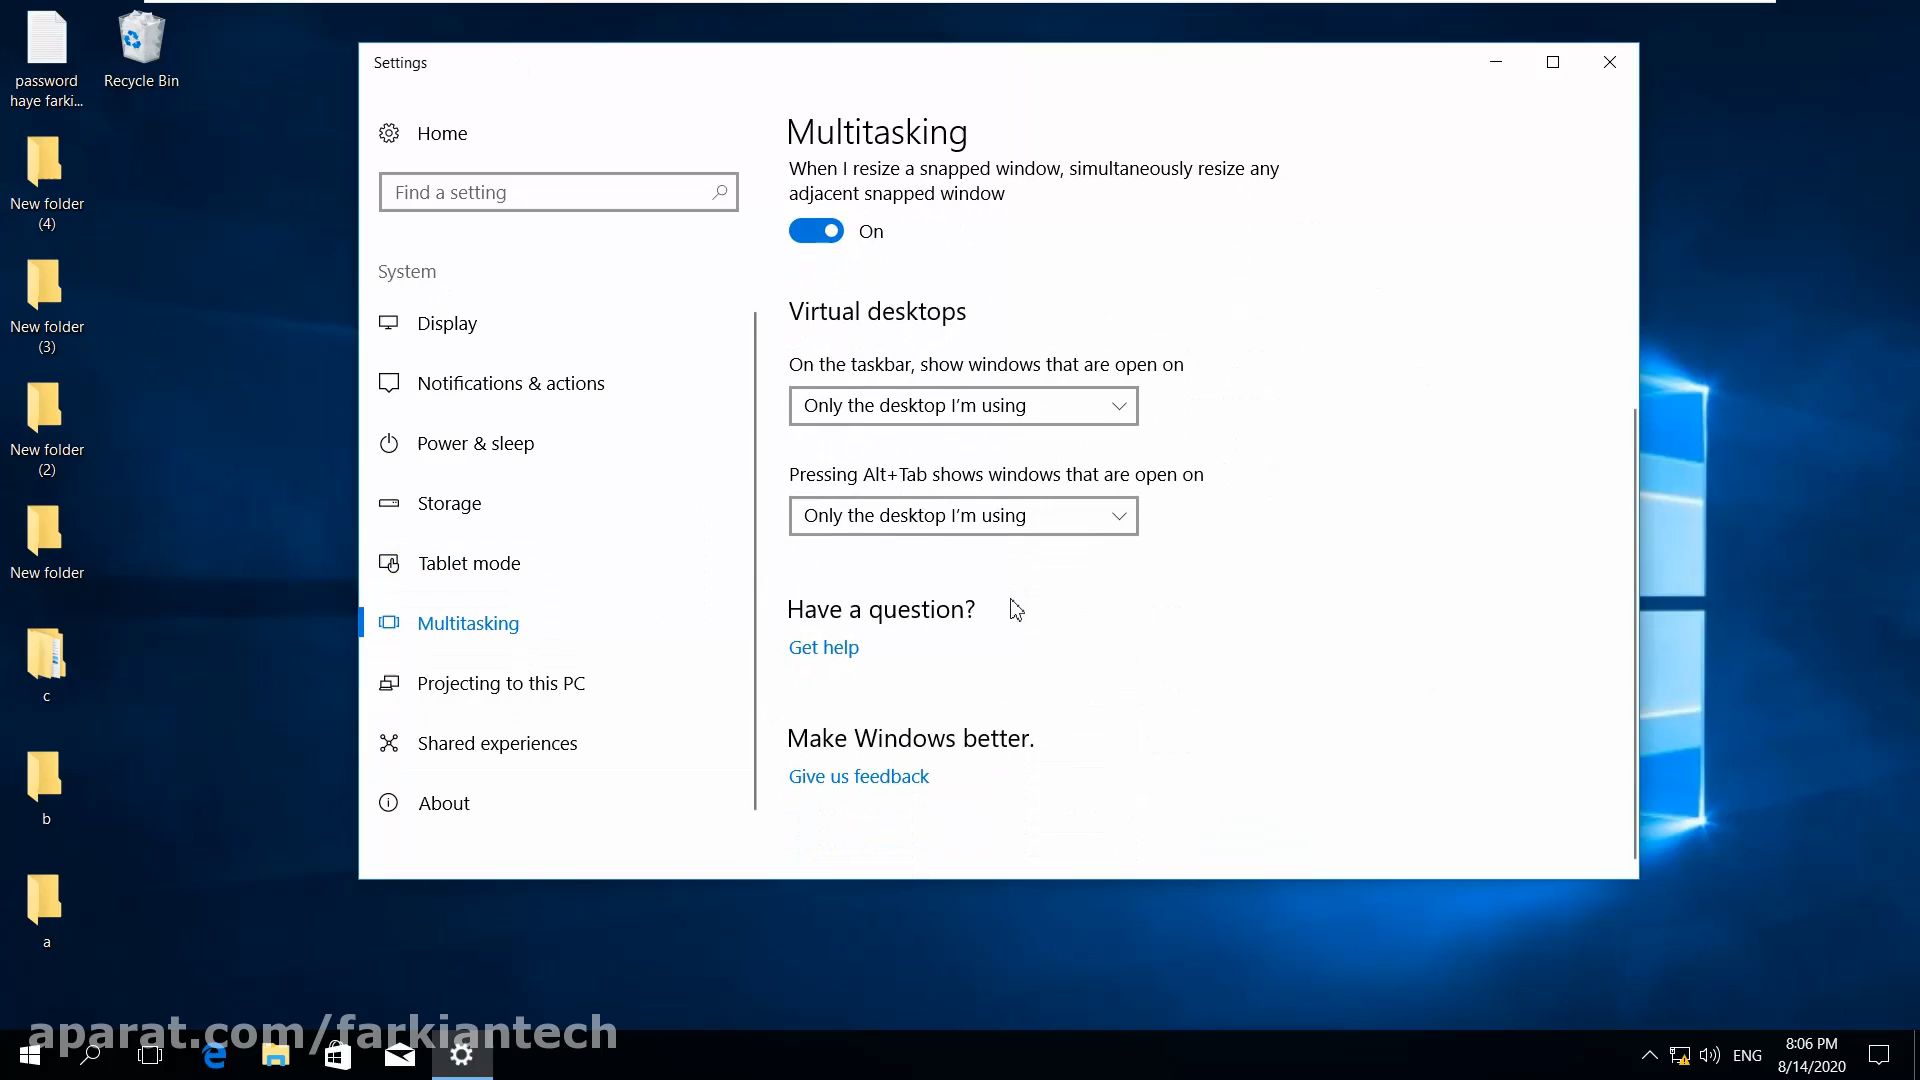 password
haye farki...
Recycle Bin
New folder
(4)
New folder
(3)
New folder
(2)
New folder
c
b
a
Settings
Home
Find a setting
System
Display
Notifications & actions
Power & sleep
Storage
Tablet mode
Multitasking
Projecting to this PC
Shared experiences
About
Multitasking
When I resize a snapped window, simultaneously resize any
adjacent snapped window
On
Virtual desktops
On the taskbar, show windows that are open on
Only the desktop I'm using
Pressing Alt+Tab shows windows that are open on
Only the desktop I'm using
Have a question?
Get help
Make Windows better.
Give us feedback
aparat.com/farkiantech
ENG
8:06 PM
8/14/2020